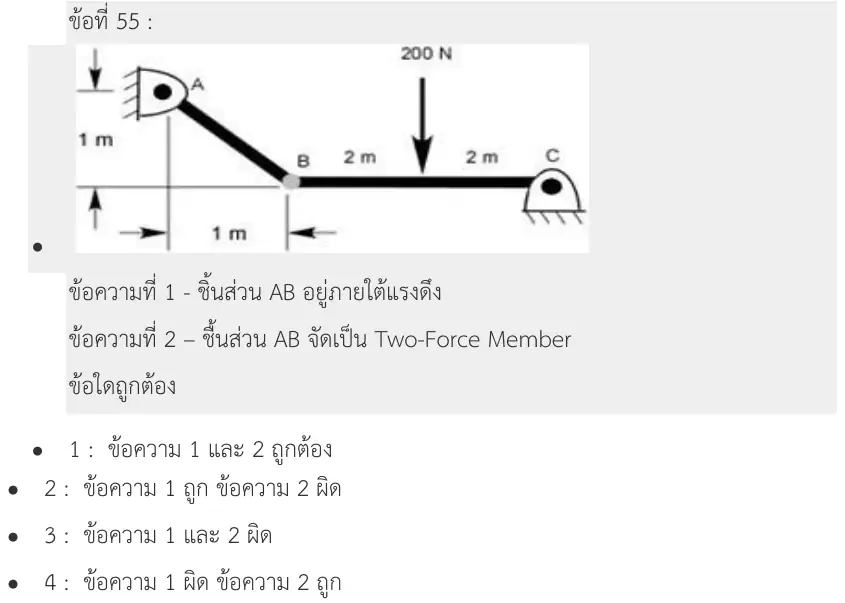 ข้อที่ 55 :
200 N
A
1 m
B 2 m 2 m C
1 m
ข้อความที่ 1 - ชิ้นส่วน AB อยู่ภายใต้แรงดึง
ข้อความที่ 2 – ชิ้นส่วน AB จัดเป็น Two-Force Member
ข้อใดถูกต้อง
1 : ข้อความ 1 และ 2 ถูกต้อง
2 : ข้อความ 1 ถูก ข้อความ 2 ผิด
3 : ข้อความ 1 และ 2 ผิด
4 : ข้อความ 1 ผิด ข้อความ 2 ถูก